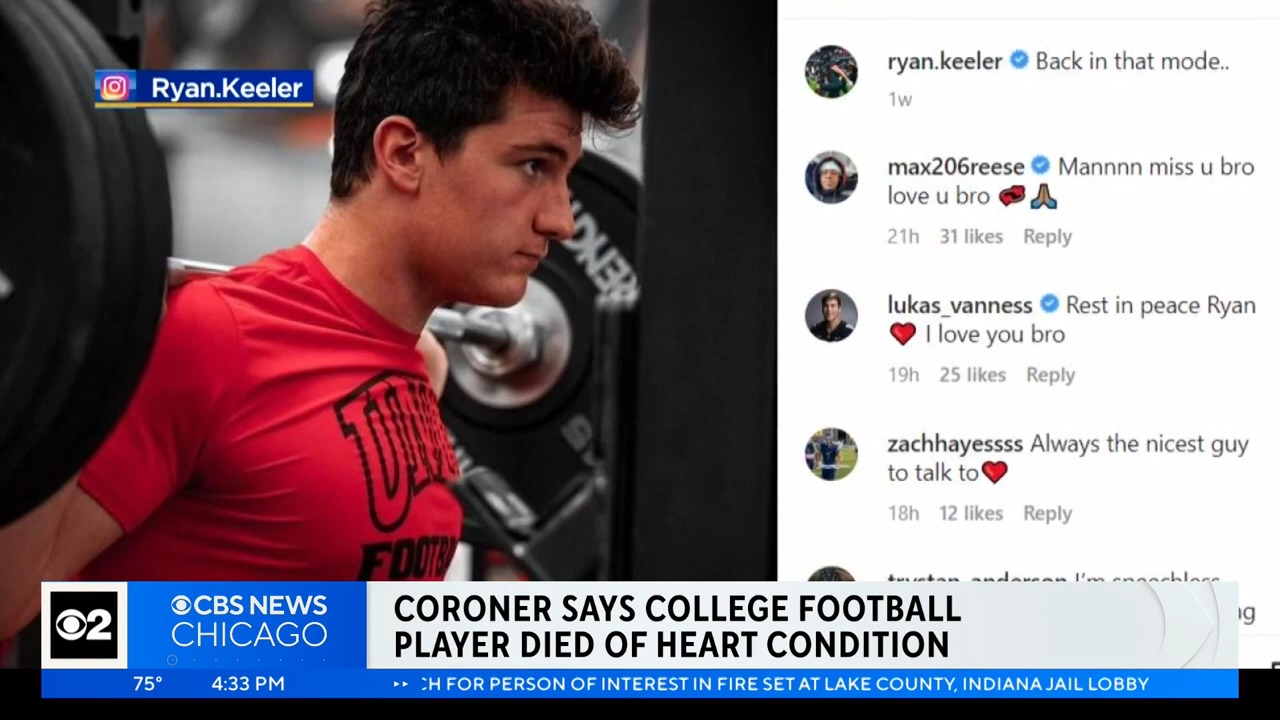 Ryan.Keeler
ryan.keeler Back in that mode..
1w
max206reese Mannnn miss u bro
love u bro
21h 31 likes Reply
lukas_vanness Rest in peace Ryan
I love you bro
19h 25 likes Reply
zachhayessss Always the nicest guy
to talk to
18h 12 likes Reply
2
CBS NEWS
CHICAGO
CORONER SAYS COLLEGE FOOTBALL
PLAYER DIED OF HEART CONDITION
75° 4:33 PM CH FOR PERSON OF INTEREST IN FIRE SET AT LAKE COUNTY, INDIANA JAIL LOBBY